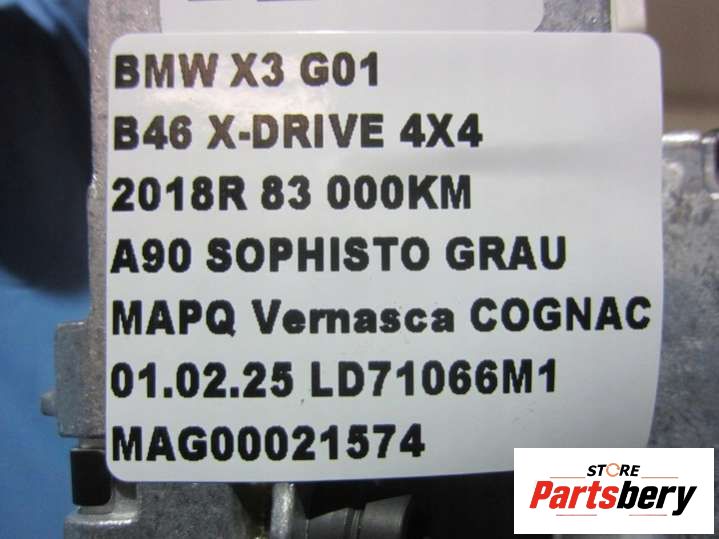 BMW X3 G01
B46 X-DRIVE 4X4
2018R 83 000KM
A90 SOPHISTO GRAU
MAPQ Vernasca COGNAC
01.02.25 LD71066M1
MAG00021574
STORE
Partsbery